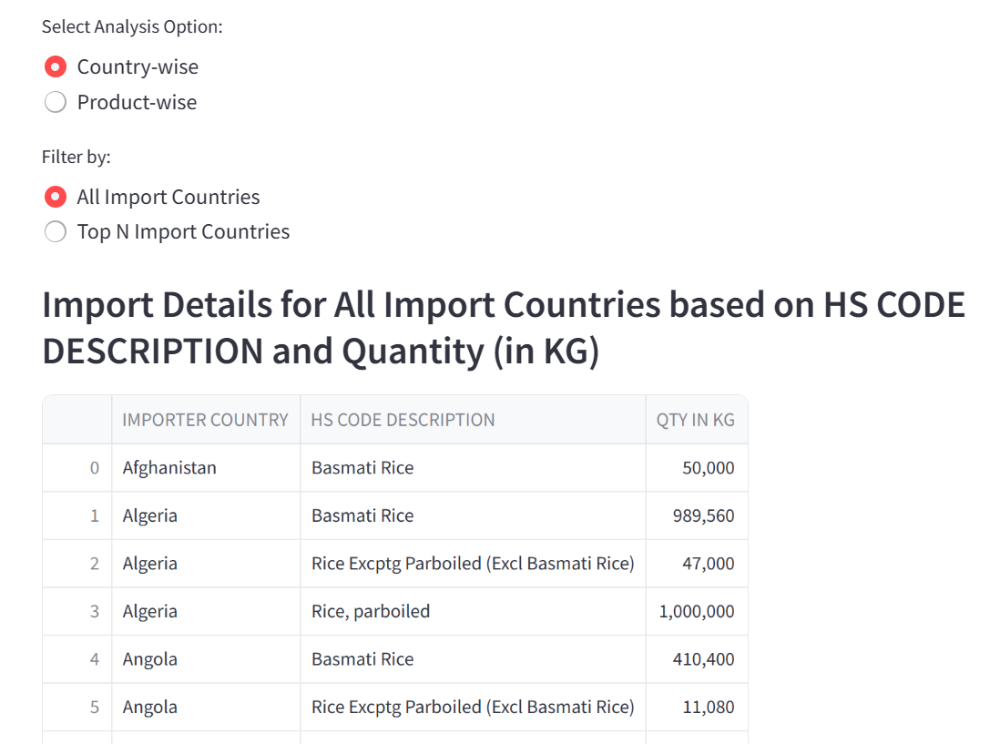 Select Analysis Option:
Country-wise
Product-wise
Filter by:
All Import Countries
Top N Import Countries
Import Details for All Import Countries based on HS CODE
DESCRIPTION and Quantity (in KG)
IMPORTER COUNTRY HS CODE DESCRIPTION QTY IN KG
0 Afghanistan Basmati Rice 50,000
1 Algeria Basmati Rice 989,560
2 Algeria Rice Excptg Parboiled (Excl Basmati Rice) 47,000
3 Algeria Rice, parboiled 1,000,000
4 Angola Basmati Rice 410,400
5 Angola Rice Excptg Parboiled (Excl Basmati Rice) 11,080